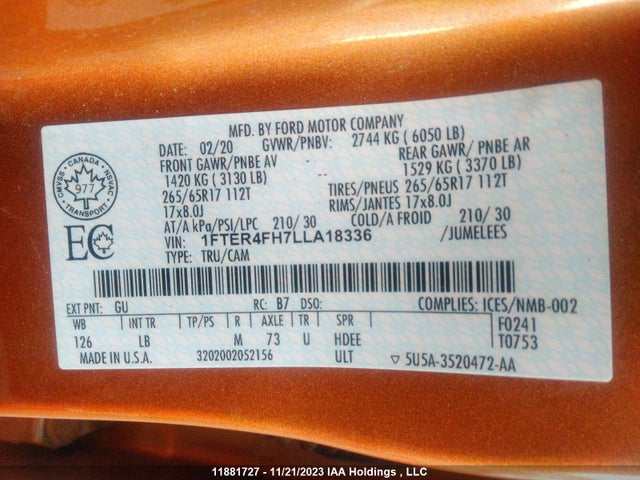 MFD. BY FORD MOTOR COMPANY
DATE: 02/20 GVWR/PNBV: 2744 KG ( 6050 LB)
FRONT GAWR/PNBE AV -- REAR GAWR/ PNBE AR
1420 KG ( 3130 LB) 1529 KG ( 3370 LB)
265/65R17 112T TIRES/PNEUS 265/65R17 112T
17x8.0J RIMS/JANTES 17x8.0J
AT/A kPa/PSI/LPC 210/ 30 COLD/A FROID 210/ 30
VIN: 1FTER4FH7LLA18336 /JUMELEES
TYPE: TRU/CAM
CANADA
CMVSS NSVAC
977
TRANSPORT
EC
EXT PNT: GU RC: B7 DSO: COMPLIES: ICES/NMB-002
WB INT TR TP/PS R AXLE TR SPR F0241
126 LB M 73 U HDEE T0753
MADE IN U.S.A. 3202002052156 ULT ▽ 5U5A-3520472-AA
11881727 - 11/21/2023 IAA Holdings , LLC